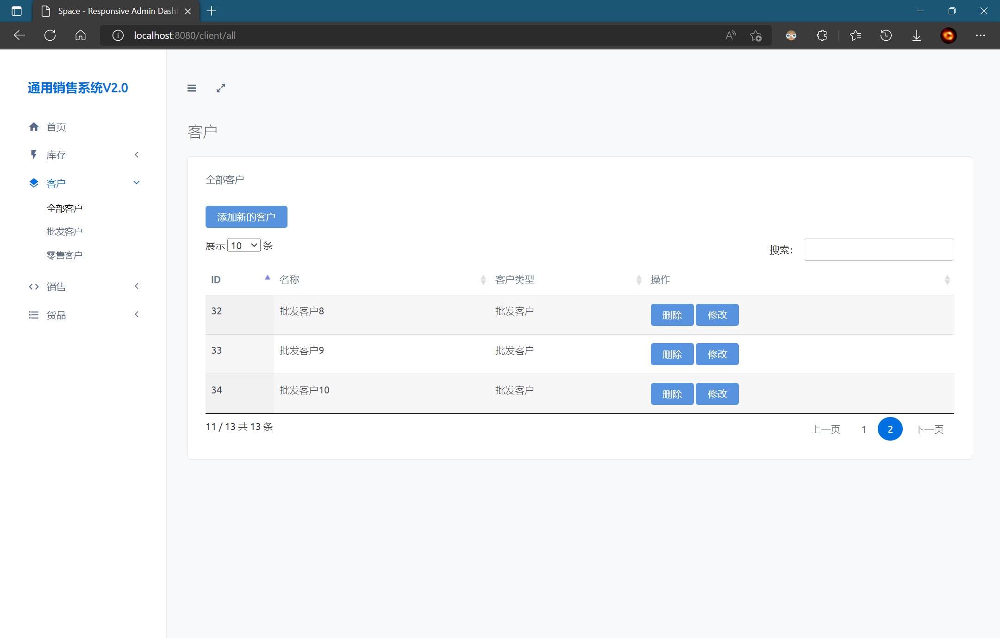 Space - Responsive Admin Dash
localhost:8080/client/all
通用销售系统V2.0
首页
库存
客户
全部客户
批发客户
零售客户
销售
货品
客户
全部客户
添加新的客户
展示 10 条
搜索:
ID 名称 客户类型 操作
32 批发客户8 批发客户 删除 修改
33 批发客户9 批发客户 删除 修改
34 批发客户10 批发客户 删除 修改
11 / 13 共 13 条
上一页 1 2 下一页